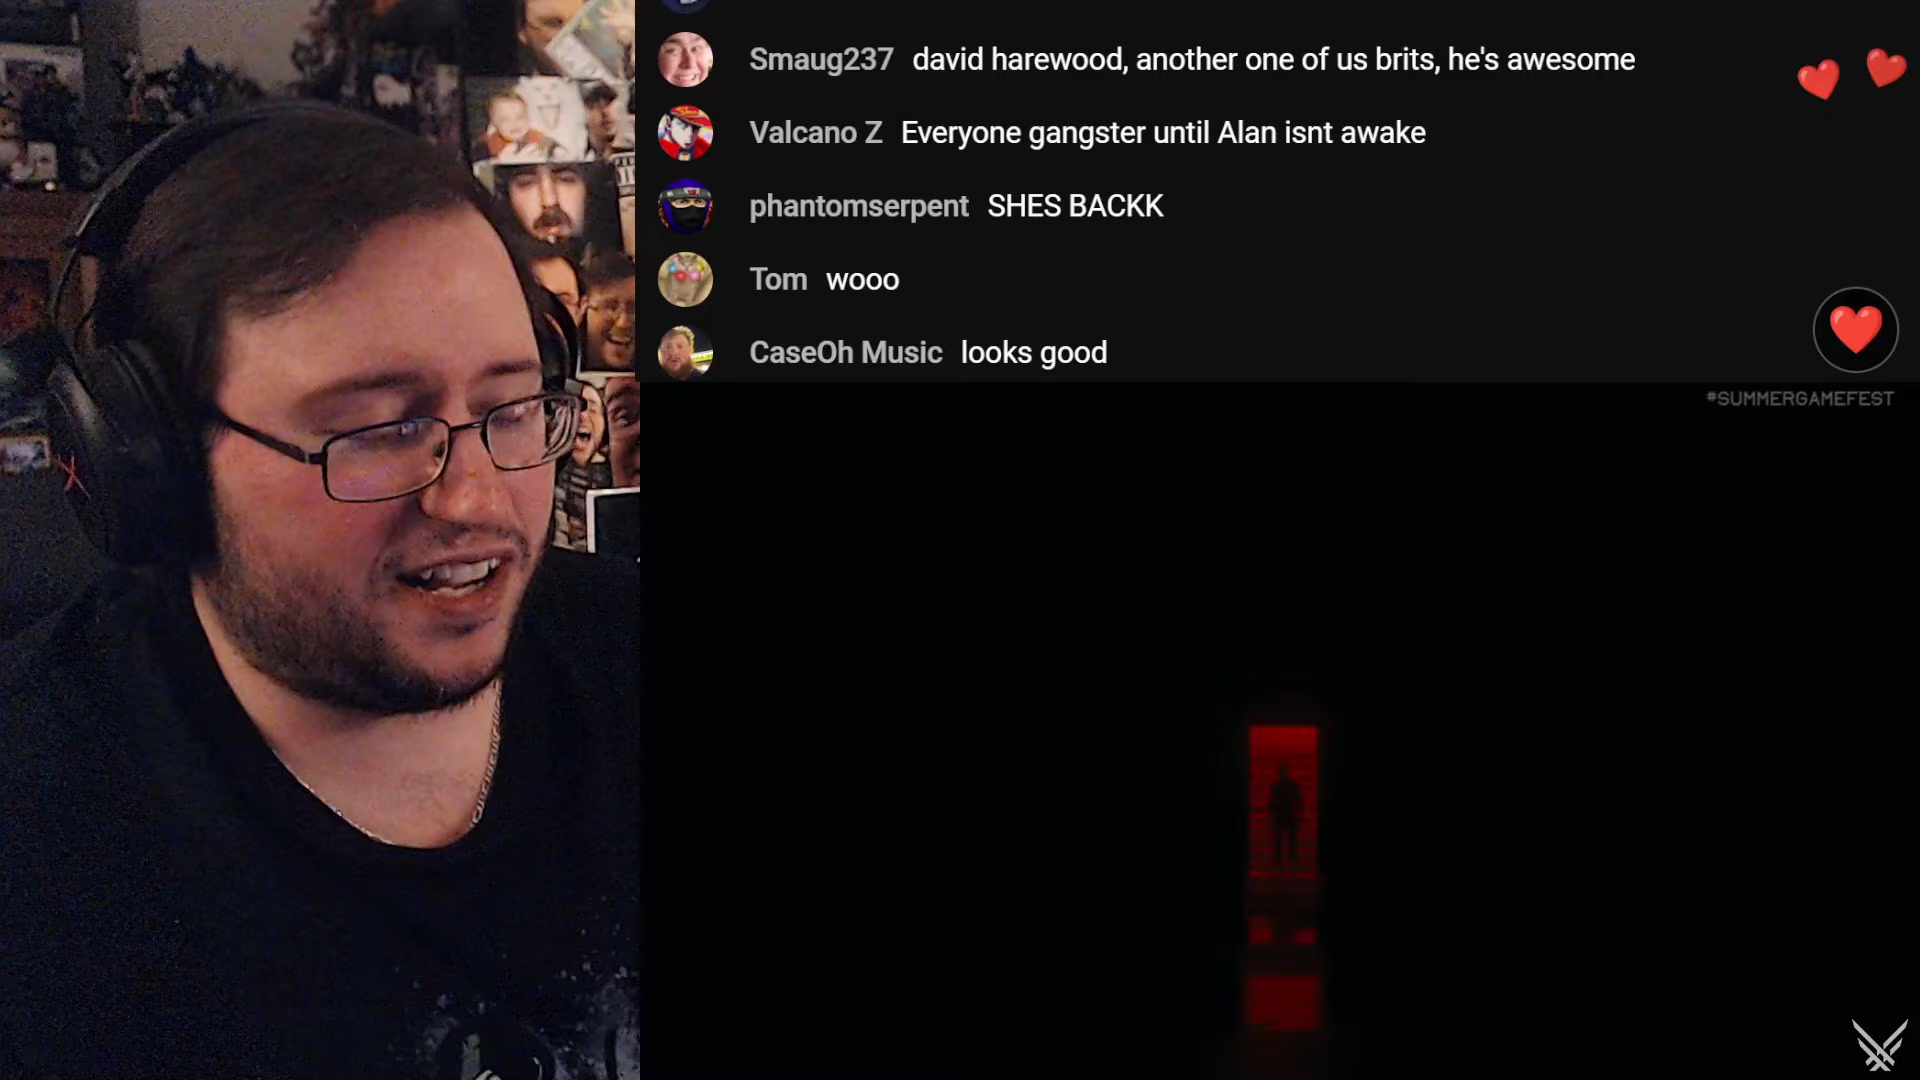 Smaug237 david harewood, another one of us brits, he's awesome
Valcano Z Everyone gangster until Alan isnt awake
phantomserpent SHES BACKK
Tom wooo
CaseOh Music looks good
#SUMMERGAMEFEST